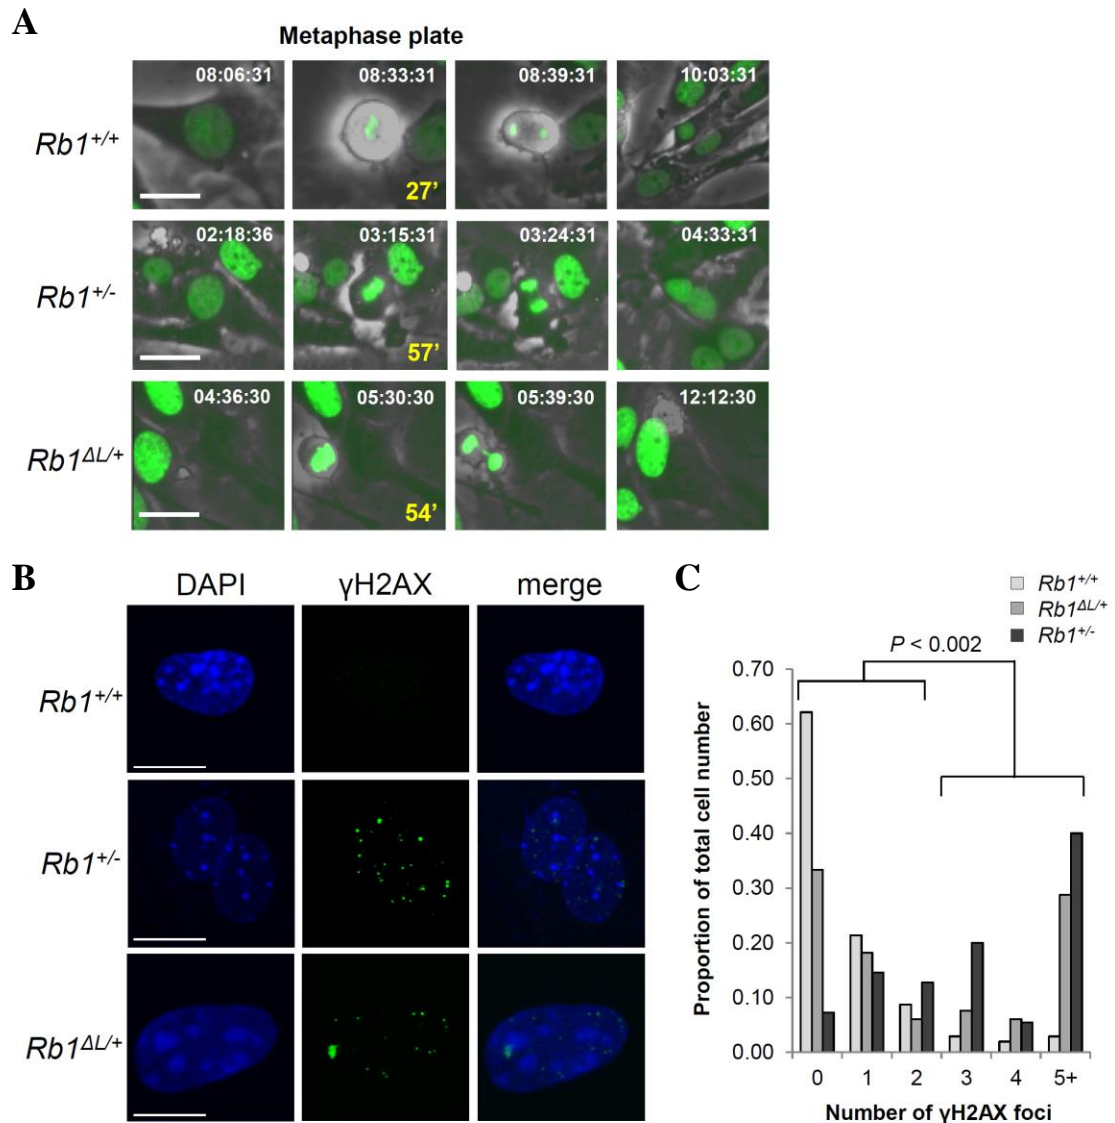 A
Metaphase plate
Rb1+/+
08:06:31 08:33:31 08:39:31 10:03:31
27’
Rb1+/-
02:18:36 03:15:31 03:24:31 04:33:31
57’
Rb1ΔL/+
04:36:30 05:30:30 05:39:30 12:12:30
54’
B
DAPI γH2AX merge
Rb1+/+
Rb1+/-
Rb1ΔL/+
C
Rb1+/+
Rb1ΔL/+
Rb1+/-
P < 0.002
Proportion of total cell number
0.70
0.60
0.50
0.40
0.30
0.20
0.10
0.00
0 1 2 3 4 5+
Number of γH2AX foci